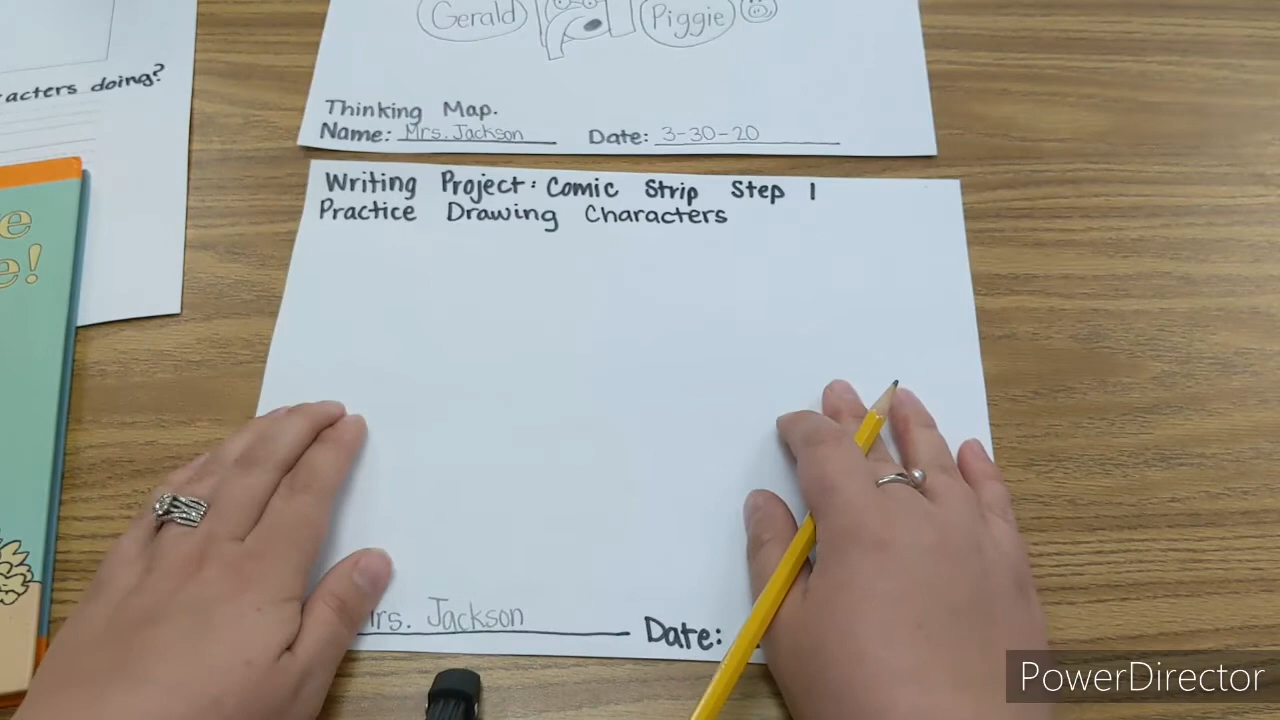 Gerald
Piggie
acters doing?
Thinking Map.
Name: Mrs. Jackson Date: 3-30-20
Writing Project: Comic Strip Step 1
Practice Drawing Characters
e
e!
rs. Jackson Date:
PowerDirector